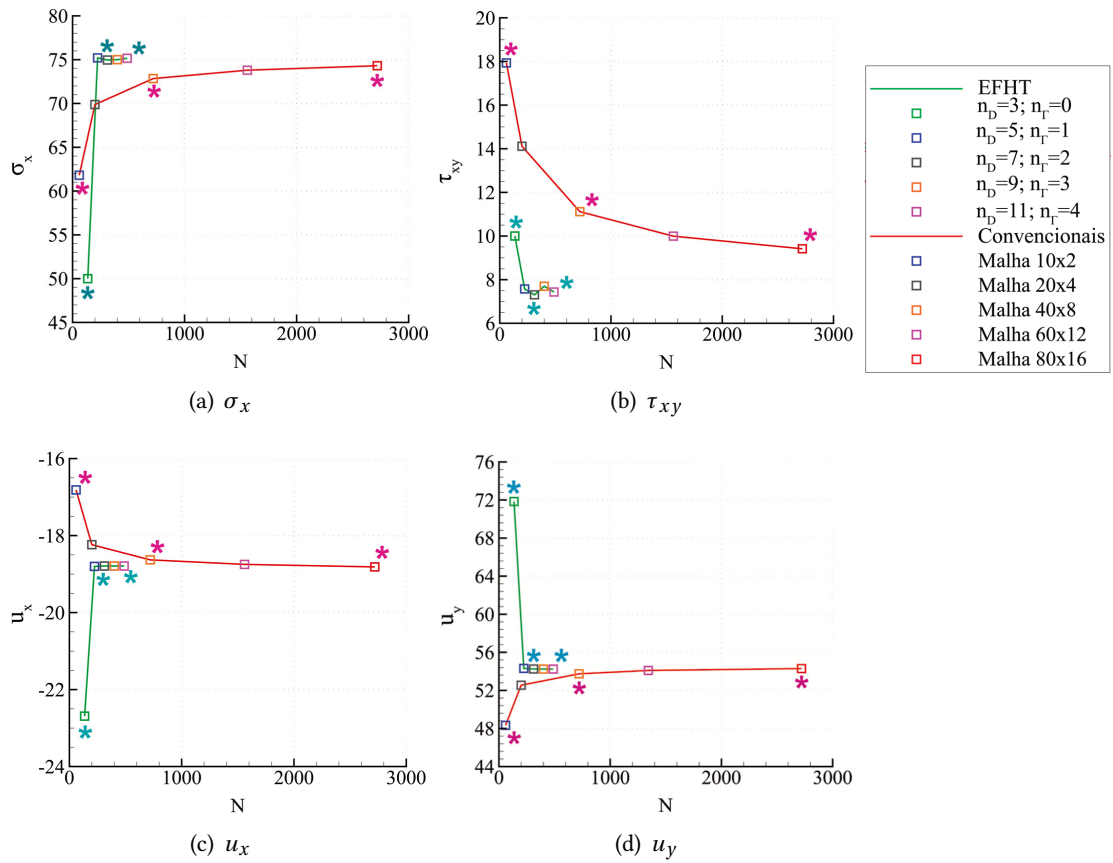 80
75
70
65
60
55
50
45
σx
0 1000 2000 3000
N
(a) σx
20
18
16
14
12
10
8
6
τxy
0 1000 2000 3000
N
(b) τxy
EFHT
nD=3; nΓ=0
nD=5; nΓ=1
nD=7; nΓ=2
nD=9; nΓ=3
nD=11; nΓ=4
Convencionais
Malha 10x2
Malha 20x4
Malha 40x8
Malha 60x12
Malha 80x16
-16
-18
-20
-22
-24
ux
0 1000 2000 3000
N
(c) ux
76
72
68
64
60
56
52
48
44
uy
0 1000 2000 3000
N
(d) uy